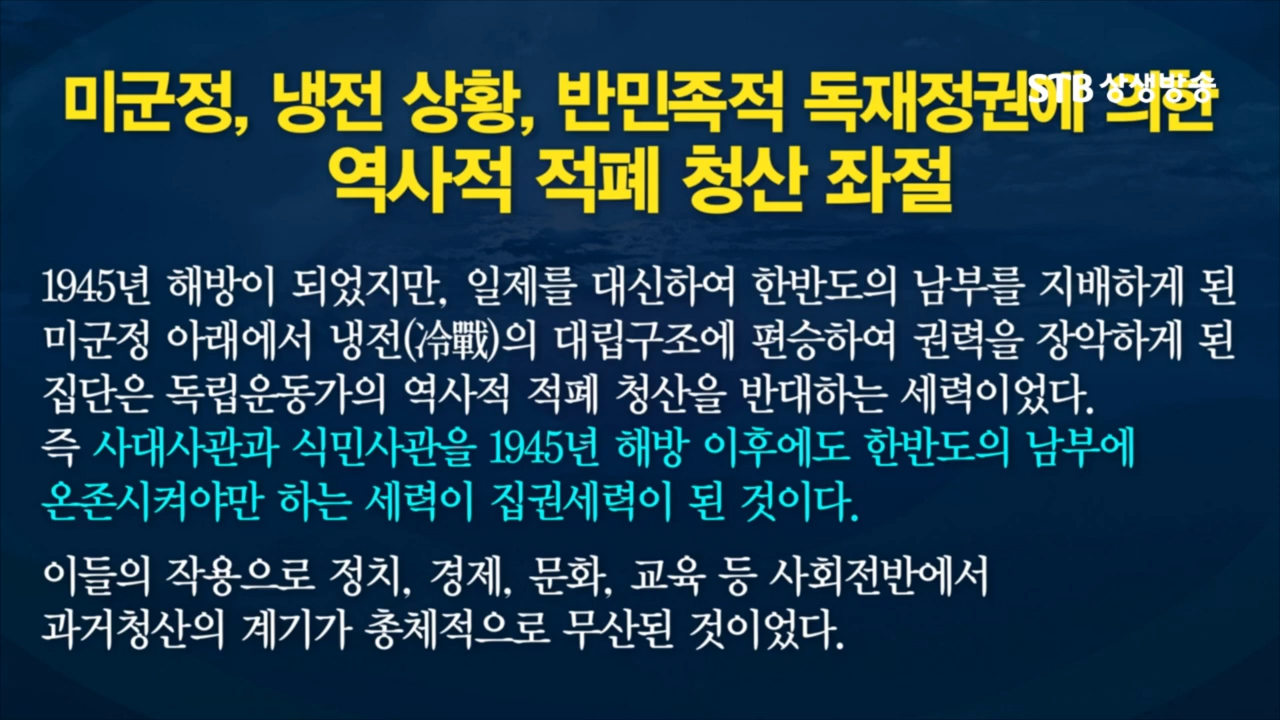 미군정, 냉전 상황, 반민족적 독재정권에 의한
STB 상생방송
역사적 적폐 청산 좌절
1945년 해방이 되었지만, 일제를 대신하여 한반도의 남부를 지배하게 된
미군정 아래에서 냉전(冷戰)의 대립구조에 편승하여 권력을 장악하게 된
집단은 독립운동가의 역사적 적폐 청산을 반대하는 세력이었다.
즉 사대사관과 식민사관을 1945년 해방 이후에도 한반도의 남부에
온존시켜야만 하는 세력이 집권세력이 된 것이다.
이들의 작용으로 정치, 경제, 문화, 교육 등 사회전반에서
과거청산의 계기가 총체적으로 무산된 것이었다.